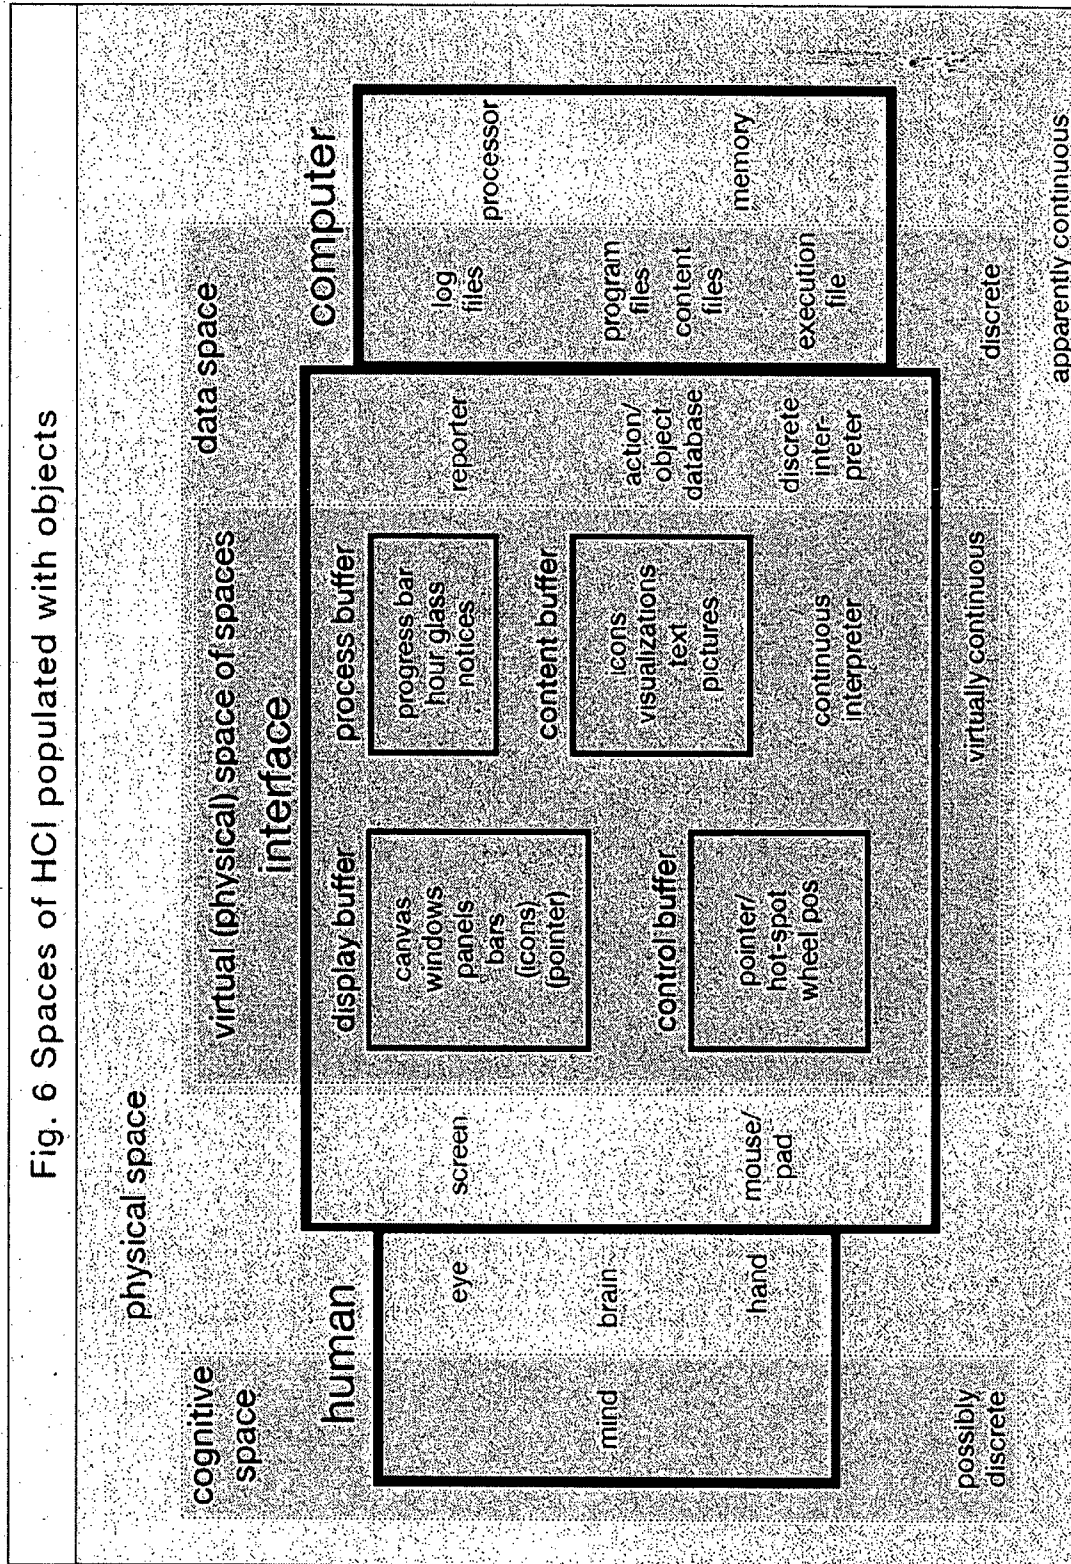 Fig. 6 Spaces of HCI populated with objects
physical space
cognitive
space
virtual (physical) space of spaces
data space
human
interface
computer
mind
eye
brain
hand
screen
mouse/
pad
display buffer
canvas
windows
panels
bars
(icons)
(pointer)
control buffer
pointer/
hot-spot
wheel pos
process buffer
progress bar
hour glass
notices
content buffer
icons
visualizations
text
pictures
continuous
interpreter
reporter
action/
object
database
discrete
inter-
preter
log
files
program
files
content
files
execution
file
processor
memory
possibly
discrete
virtually continuous
discrete
apparently continuous